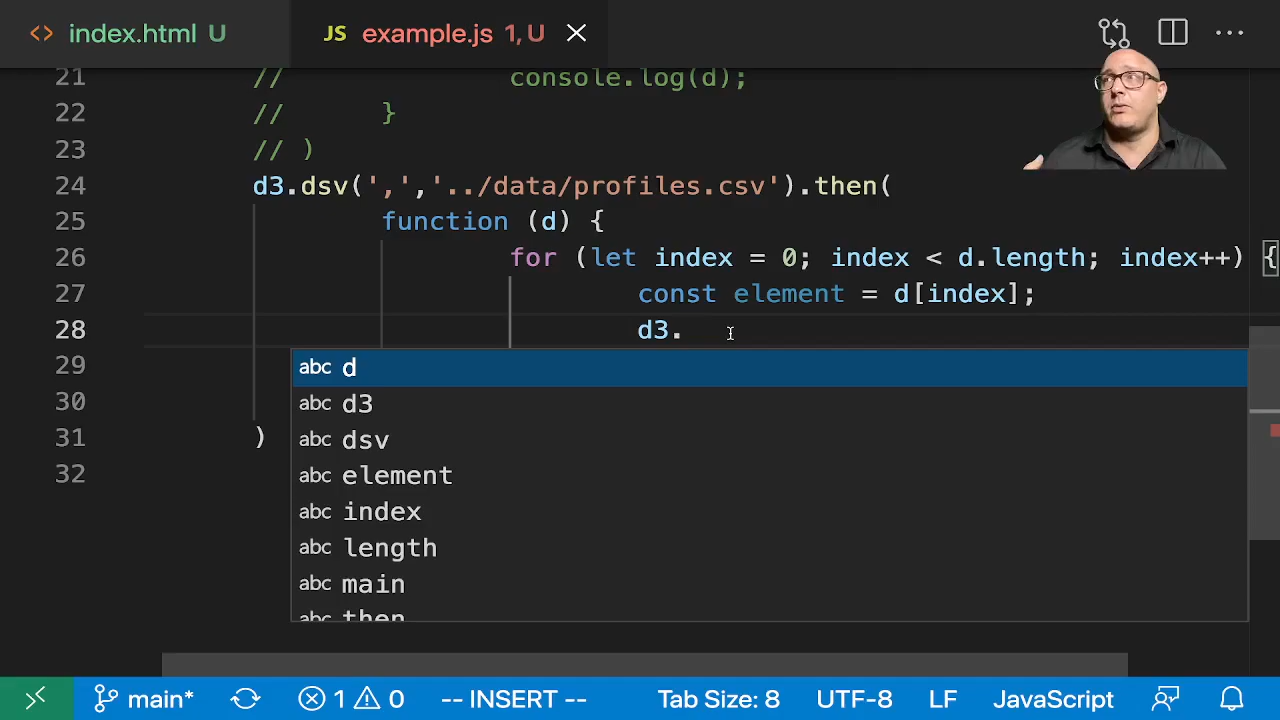 <> index.html U JS example.js 1, U
21 // console.log(d);
22 // }
23 // )
24 d3.dsv(',','../data/profiles.csv').then(
25 function (d) {
26 for (let index = 0; index < d.length; index++) {
27 const element = d[index];
28 d3.
29 abc d
30 abc d3
31 ) abc dsv
32 abc element
abc index
abc length
abc main
abc then
main* 1 0 -- INSERT -- Tab Size: 8 UTF-8 LF JavaScript